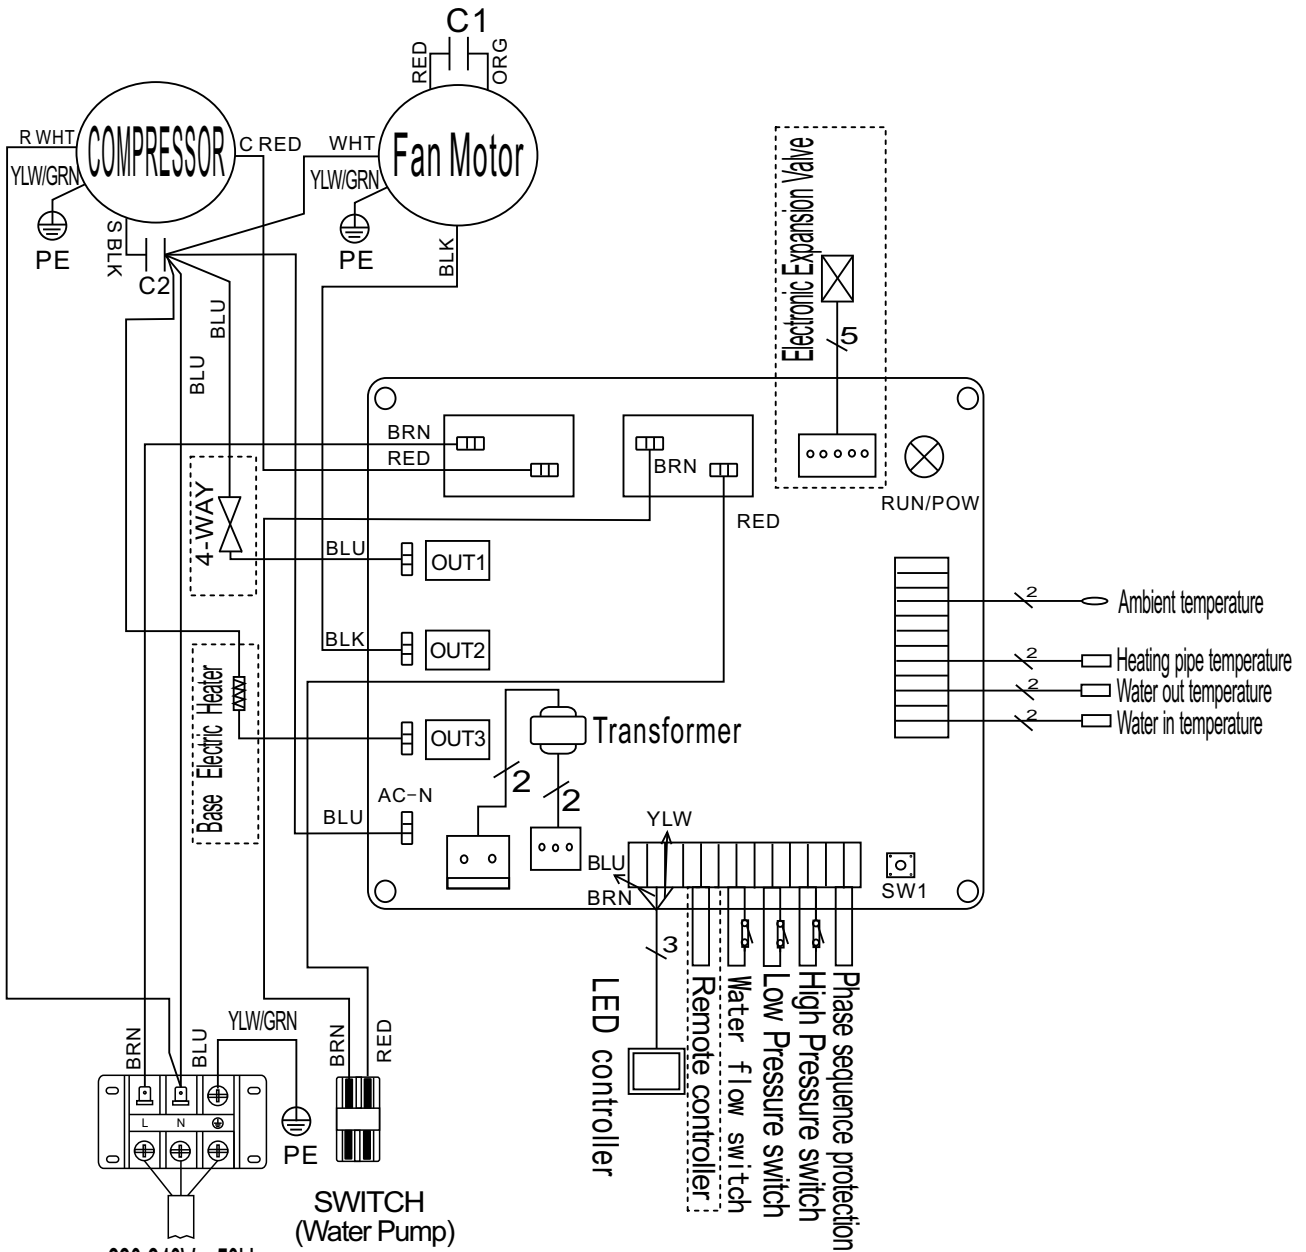 C1
RED
ORG
R WHT
COMPRESSOR
C RED
WHT
Fan Motor
YLW/GRN
YLW/GRN
PE
S BLK
C2
PE
BLK
Electronic Expansion Valve
5
BLU
BLU
BRN
RED
BRN
RED
RUN/POW
4-WAY
BLU
OUT1
2
Ambient temperature
BLK
OUT2
2
Heating pipe temperature
2
Water out temperature
2
Water in temperature
Base Electric Heater
OUT3
Transformer
2
2
AC-N
BLU
YLW
BLU
BRN
SW1
3
LED controller
Remote controller
Water flow switch
Low Pressure switch
High Pressure switch
Phase sequence protection
BRN
BLU
YLW/GRN
BRN
RED
L
N
PE
SWITCH
(Water Pump)